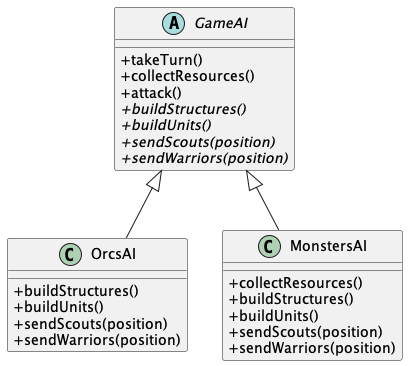 A GameAI
+takeTurn()
+collectResources()
+attack()
+buildStructures()
+buildUnits()
+sendScouts(position)
+sendWarriors(position)
C OrcsAI
+buildStructures()
+buildUnits()
+sendScouts(position)
+sendWarriors(position)
C MonstersAI
+collectResources()
+buildStructures()
+buildUnits()
+sendScouts(position)
+sendWarriors(position)